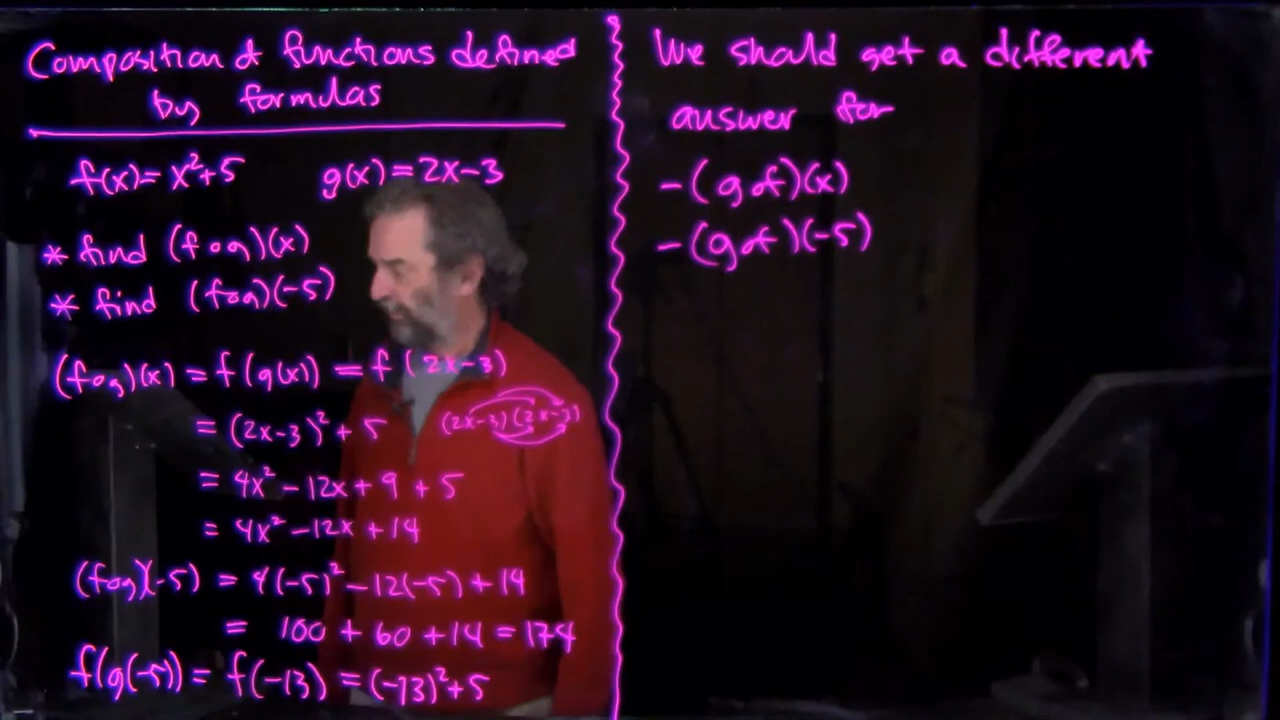 Composition of functions defined
by formulas
f(x)=x²+5 g(x)=2x-3
* find (f∘g)(x)
* find (f∘g)(-5)
(f∘g)(x) = f(g(x)) = f(2x-3)
= (2x-3)²+5 (2x-3)(2x-3)
= 4x²-12x+9+5
= 4x²-12x+14
(f∘g)(-5) = 4(-5)²-12(-5)+14
= 100+60+14=174
f(g(-5)) = f(-13) = (-13)²+5
We should get a different
answer for
-(g∘f)(x)
-(g∘f)(-5)